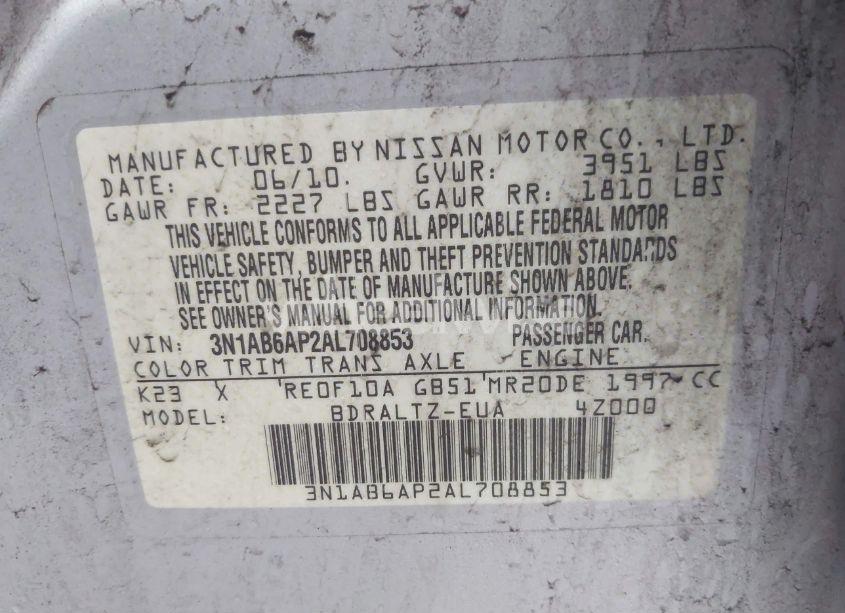 MANUFACTURED BY NISSAN MOTOR CO., LTD.
DATE: 06/10. GVWR: 3951 LBS
GAWR FR: 2227 LBS GAWR RR: 1810 LBS
THIS VEHICLE CONFORMS TO ALL APPLICABLE FEDERAL MOTOR
VEHICLE SAFETY, BUMPER AND THEFT PREVENTION STANDARDS
IN EFFECT ON THE DATE OF MANUFACTURE SHOWN ABOVE.
SEE OWNER'S MANUAL FOR ADDITIONAL INFORMATION.
VIN: 3N1AB6AP2AL708853 PASSENGER CAR.
COLOR TRIM TRANS AXLE ENGINE
K23 X RE0F10A GB51 MR20DE 1997 CC
MODEL: BDRALTZ-EUA 4Z000
3N1AB6AP2AL708853